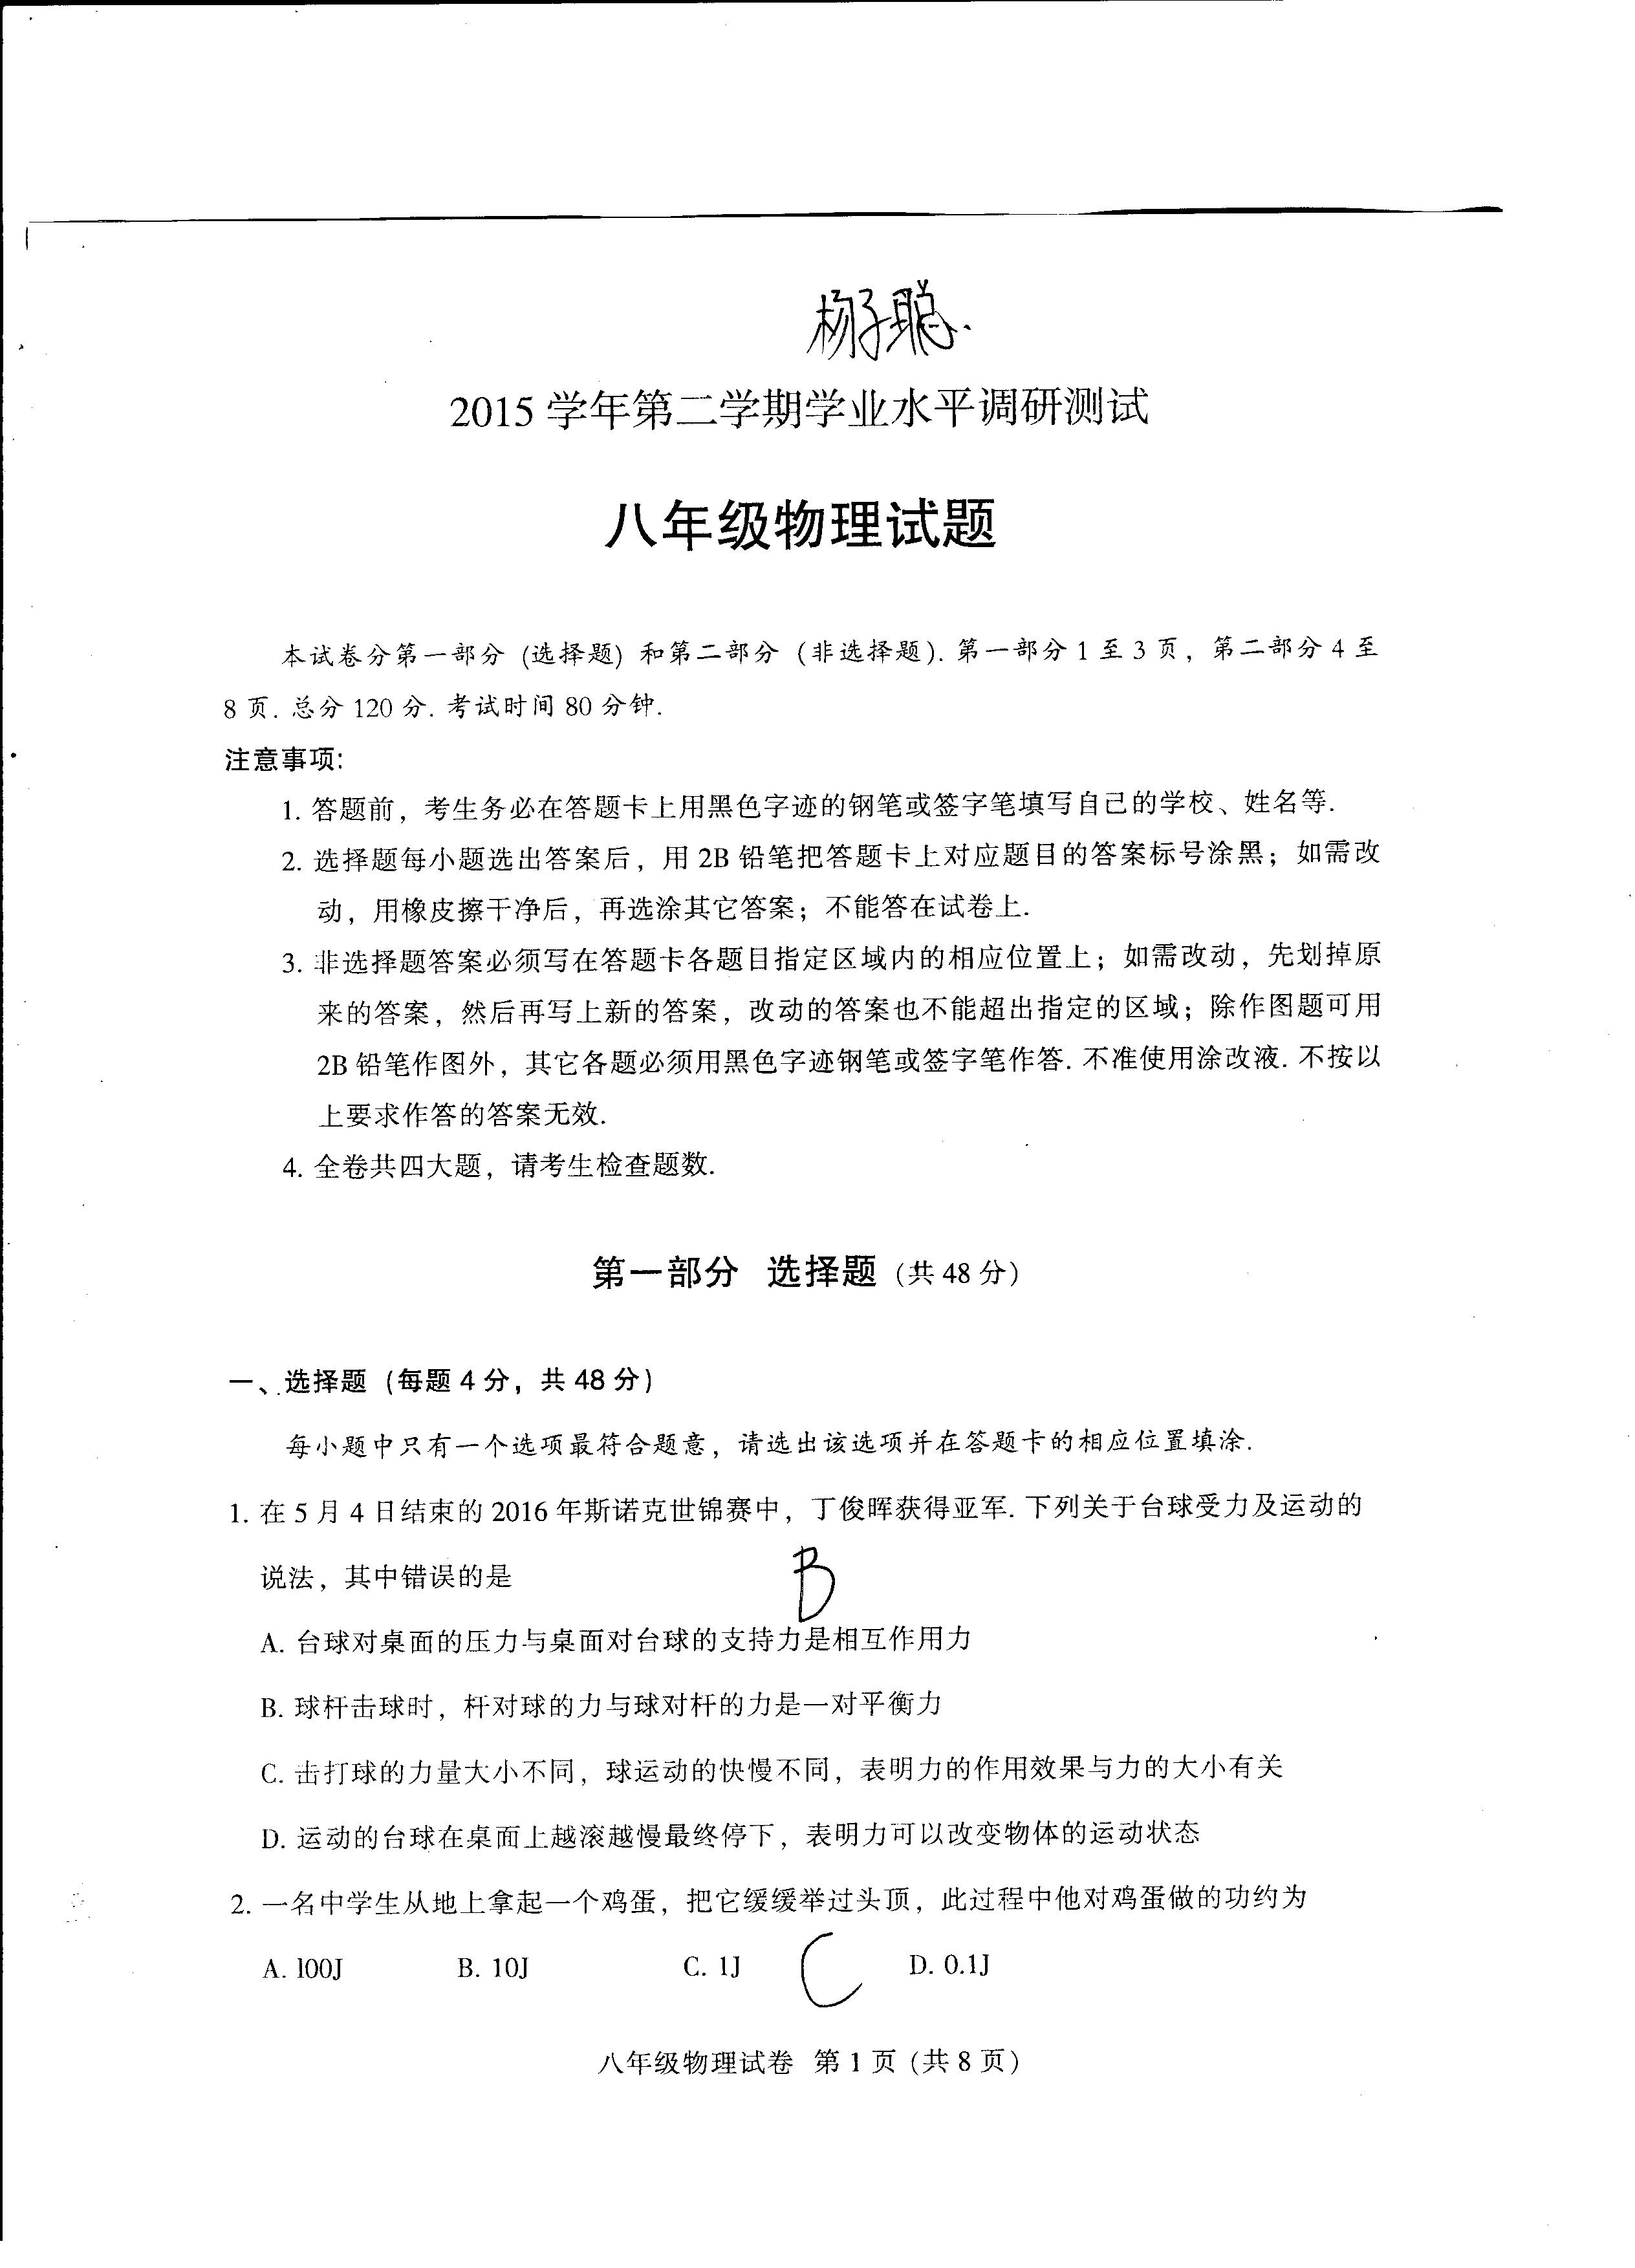 杨子聪.
2015 学年第二学期学业水平调研测试
八年级物理试题
本试卷分第一部分 (选择题) 和第二部分 (非选择题). 第一部分 1 至 3 页, 第二部分 4 至
8 页. 总分 120 分. 考试时间 80 分钟.
注意事项:
1. 答题前, 考生务必在答题卡上用黑色字迹的钢笔或签字笔填写自己的学校、姓名等.
2. 选择题每小题选出答案后, 用 2B 铅笔把答题卡上对应题目的答案标号涂黑; 如需改
动, 用橡皮擦干净后, 再选涂其它答案; 不能答在试卷上.
3. 非选择题答案必须写在答题卡各题目指定区域内的相应位置上; 如需改动, 先划掉原
来的答案, 然后再写上新的答案, 改动的答案也不能超出指定的区域; 除作图题可用
2B 铅笔作图外, 其它各题必须用黑色字迹钢笔或签字笔作答. 不准使用涂改液. 不按以
上要求作答的答案无效.
4. 全卷共四大题, 请考生检查题数.
第一部分 选择题 (共 48 分)
一、选择题 (每题 4 分, 共 48 分)
每小题中只有一个选项最符合题意, 请选出该选项并在答题卡的相应位置填涂.
1. 在 5 月 4 日结束的 2016 年斯诺克世锦赛中, 丁俊晖获得亚军. 下列关于台球受力及运动的
说法, 其中错误的是 B
A. 台球对桌面的压力与桌面对台球的支持力是相互作用力
B. 球杆击球时, 杆对球的力与球对杆的力是一对平衡力
C. 击打球的力量大小不同, 球运动的快慢不同, 表明力的作用效果与力的大小有关
D. 运动的台球在桌面上越滚越慢最终停下, 表明力可以改变物体的运动状态
2. 一名中学生从地上拿起一个鸡蛋, 把它缓缓举过头顶, 此过程中他对鸡蛋做的功约为
A. 100J B. 10J C. 1J C D. 0.1J
八年级物理试卷 第 1 页 (共 8 页)